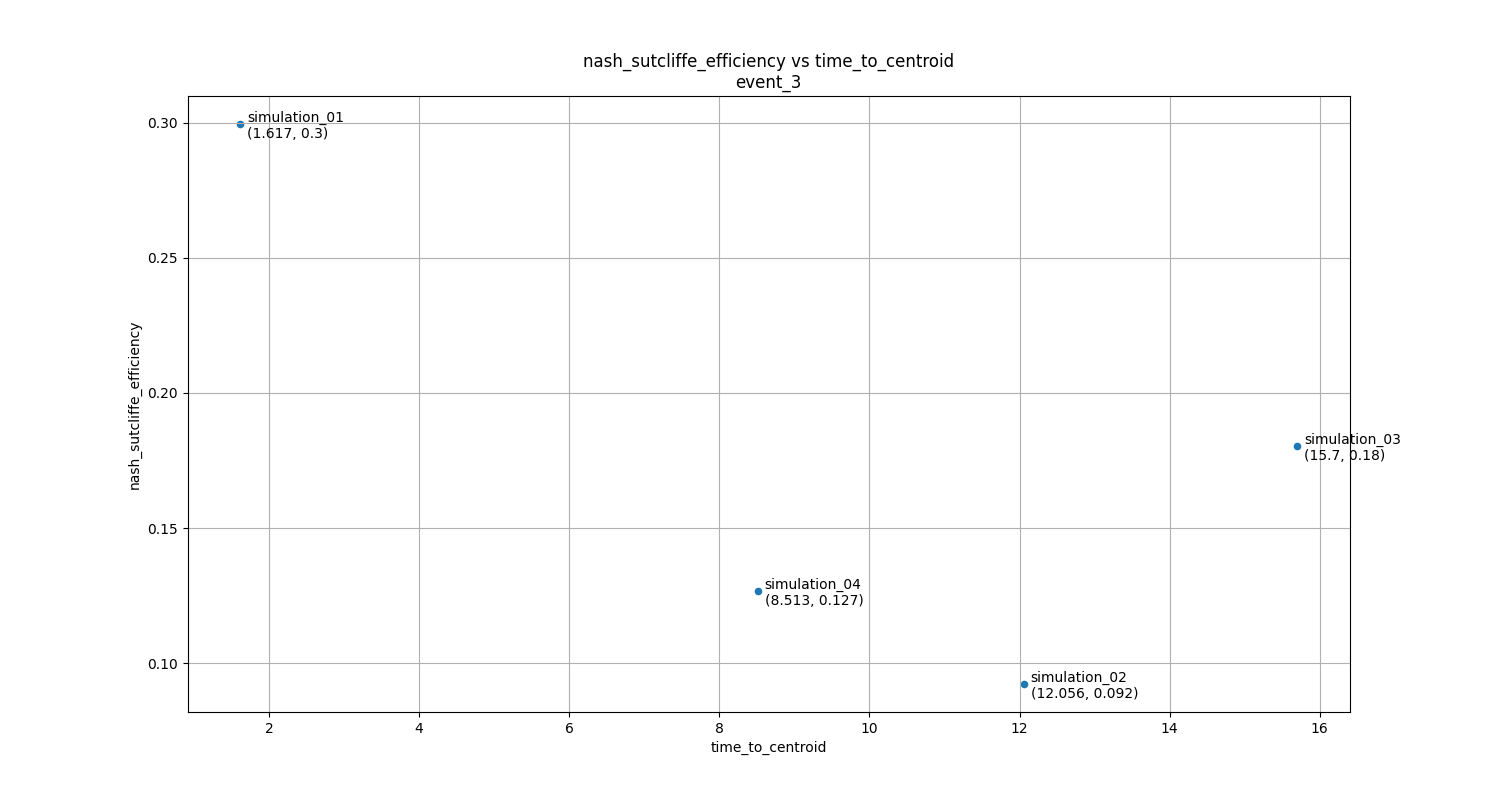 nash_sutcliffe_efficiency vs time_to_centroid
event_3
0.30
simulation_01
(1.617, 0.3)
0.25
0.20
nash_sutcliffe_efficiency
simulation_03
(15.7, 0.18)
0.15
simulation_04
(8.513, 0.127)
0.10
simulation_02
(12.056, 0.092)
2 4 6 8 10 12 14 16
time_to_centroid